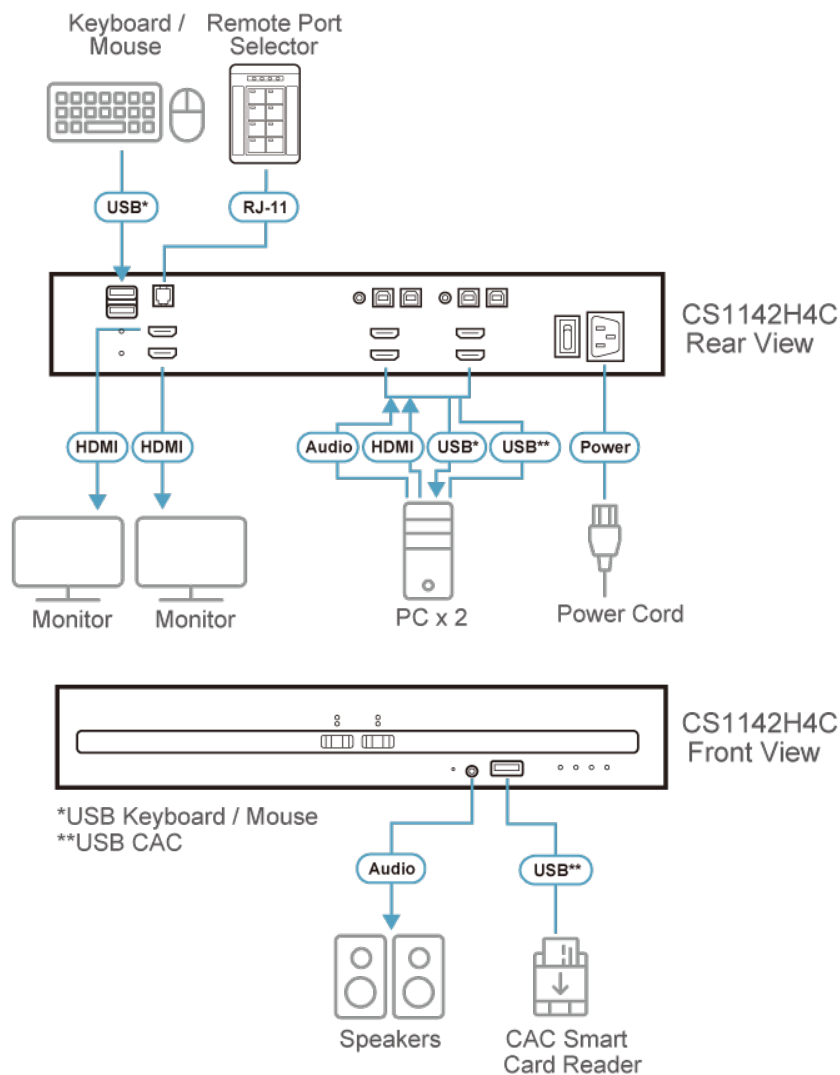 Keyboard /
Mouse
Remote Port
Selector
USB*
RJ-11
CS1142H4C
Rear View
HDMI
HDMI
Audio
HDMI
USB*
USB**
Power
Monitor
Monitor
PC x 2
Power Cord
CS1142H4C
Front View
*USB Keyboard / Mouse
**USB CAC
Audio
USB**
Speakers
CAC Smart
Card Reader